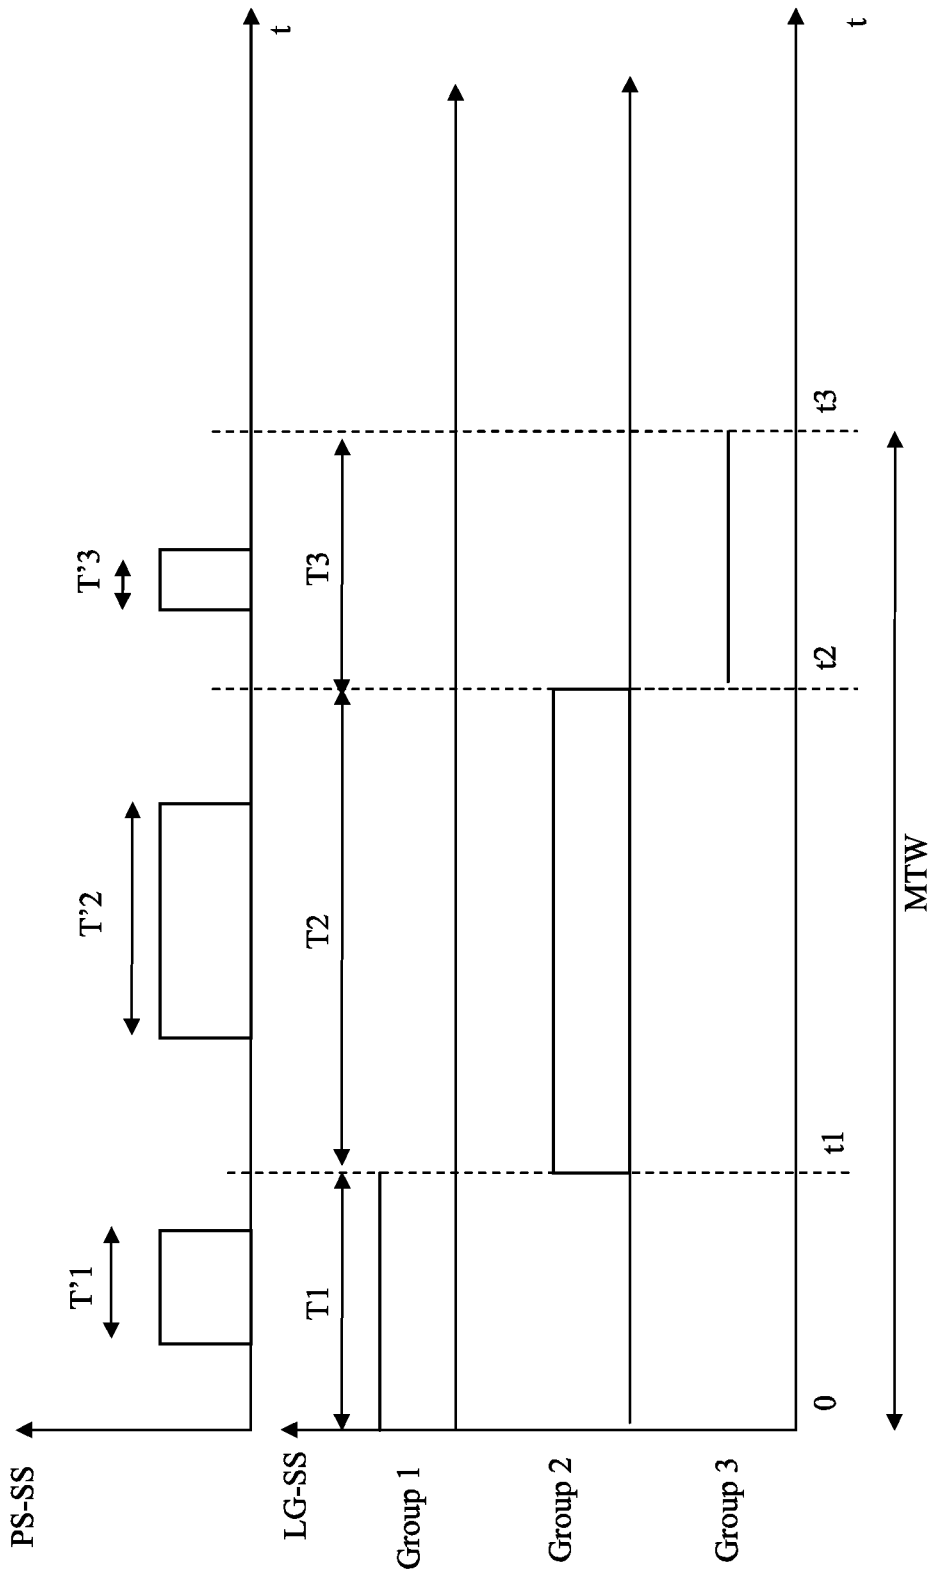 PS-SS
T’1
T’2
T’3
t
LG-SS
T1
T2
T3
Group 1
Group 2
Group 3
0
t1
t2
t3
t
MTW